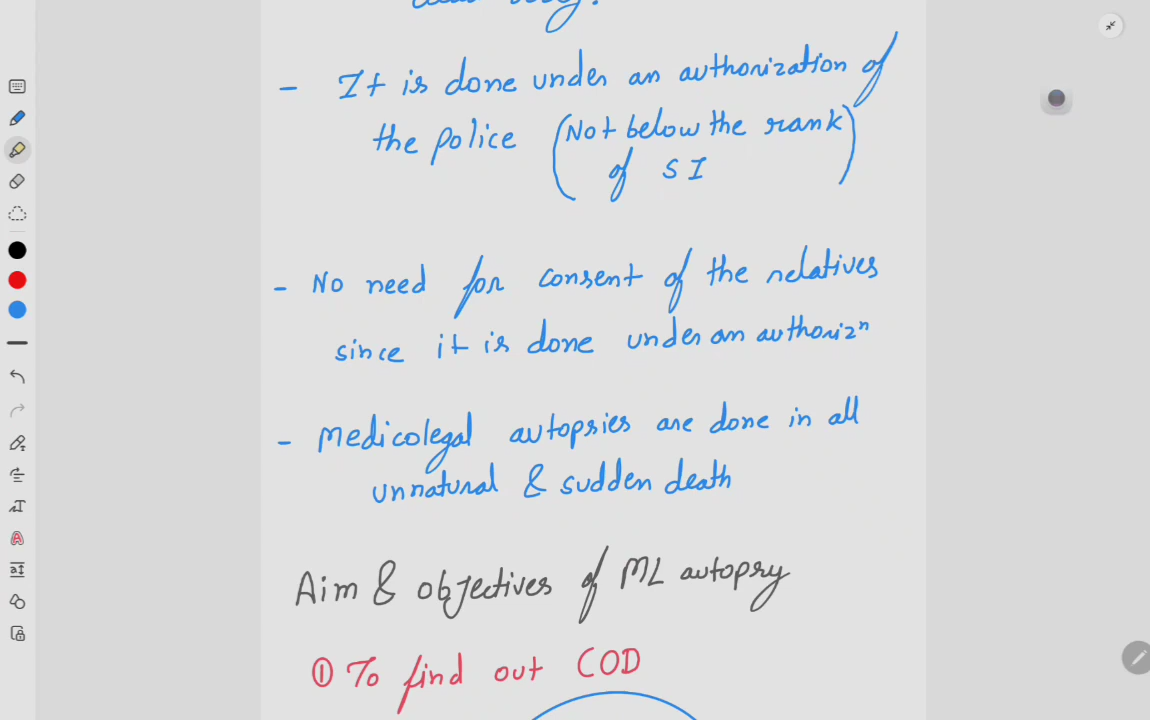 - It is done under an authorization of
the police (Not below the rank
of SI)
- No need for consent of the relatives
since it is done under an authorizⁿ
- Medicolegal autopsies are done in all
unnatural & sudden death
Aim & objectives of ML autopsy
① To find out COD